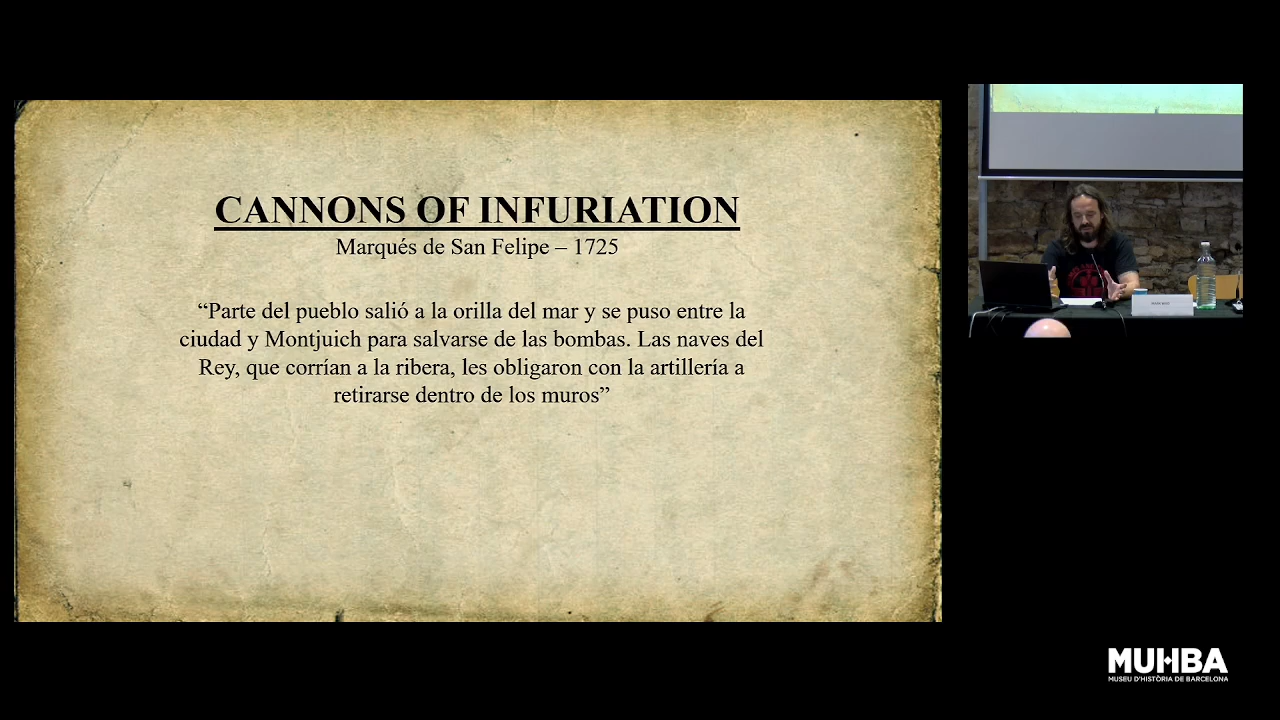 CANNONS OF INFURIATION
Marqués de San Felipe – 1725
“Parte del pueblo salió a la orilla del mar y se puso entre la
ciudad y Montjuich para salvarse de las bombas. Las naves del
Rey, que corrían a la ribera, les obligaron con la artillería a
retirarse dentro de los muros”
MUHBA
MUSEU D'HISTÒRIA DE BARCELONA